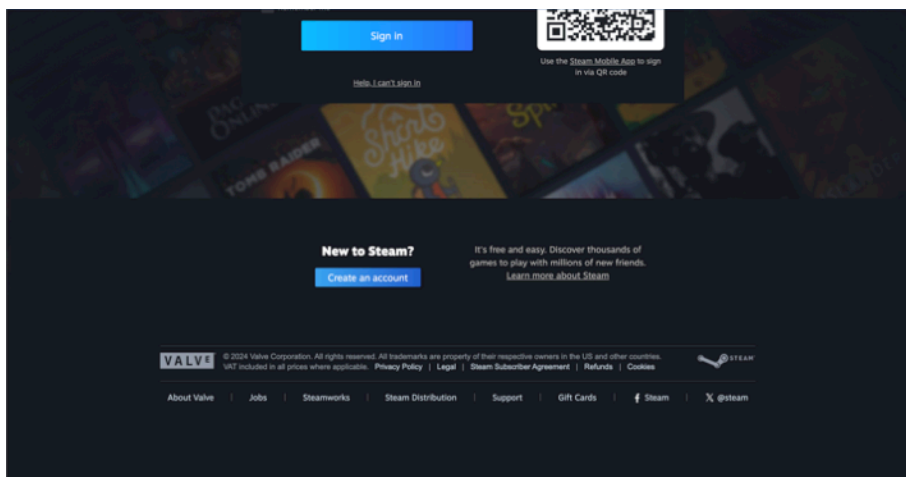 Sign in
Use the Steam Mobile App to sign
in via QR code
Help, I can't sign in
ONLINE
TOMB RAIDER
A Short
Hike
New to Steam?
Create an account
It's free and easy. Discover thousands of
games to play with millions of new friends.
Learn more about Steam
VALVE
© 2024 Valve Corporation. All rights reserved. All trademarks are property of their respective owners in the US and other countries.
VAT included in all prices where applicable. Privacy Policy | Legal | Steam Subscriber Agreement | Refunds | Cookies
STEAM
About Valve | Jobs | Steamworks | Steam Distribution | Support | Gift Cards | Steam | @steam